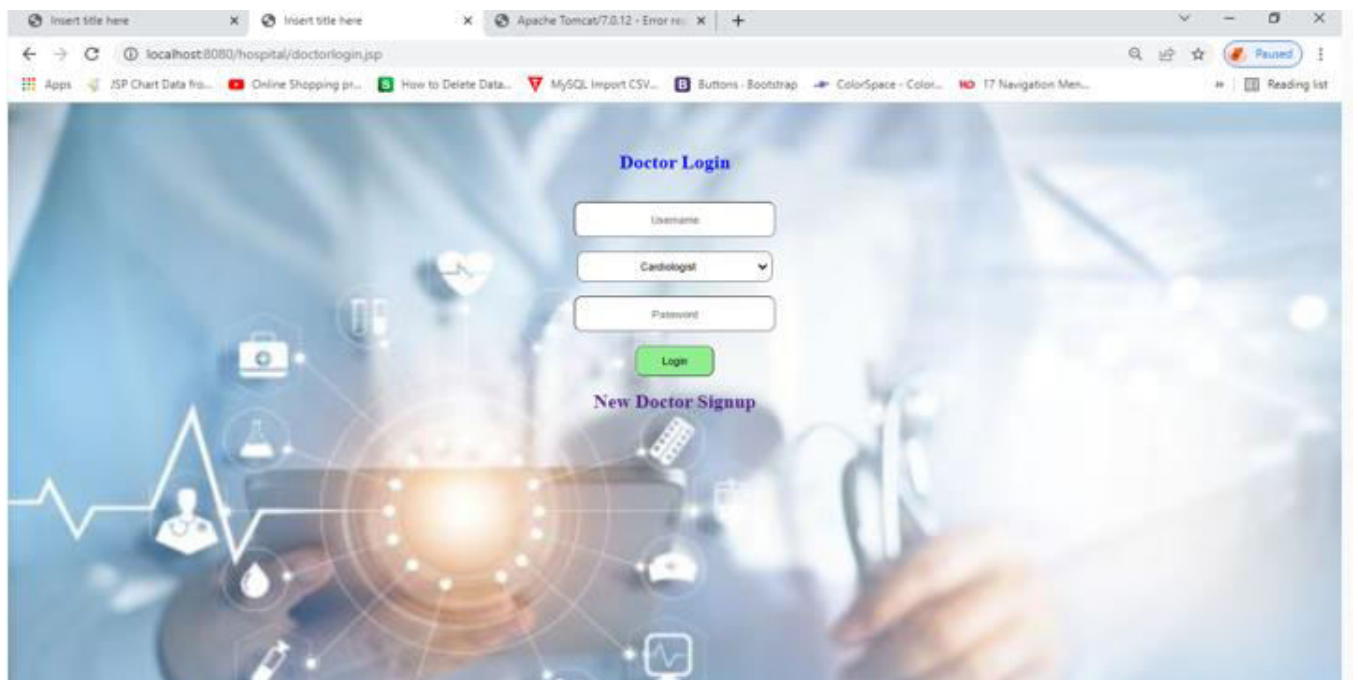 Insert title here
Insert title here
Apache Tomcat/7.0.12 - Error re
localhost:8080/hospital/doctorlogin.jsp
Paused
Apps
JSP Chart Data fro...
Online Shopping pr...
How to Delete Data...
MySQL Import CSV...
Buttons · Bootstrap
ColorSpace - Color...
17 Navigation Men...
»
Reading list
Doctor Login
Username
Cardiologist
Password
Login
New Doctor Signup